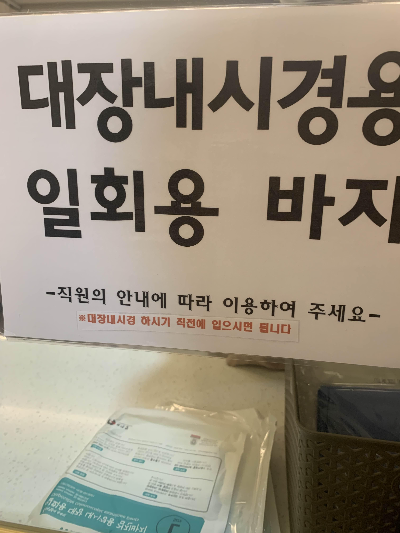 대장내시경용
일회용 바지
-직원의 안내에 따라 이용하여 주세요-
※대장내시경 하시기 직전에 입으시면 됩니다